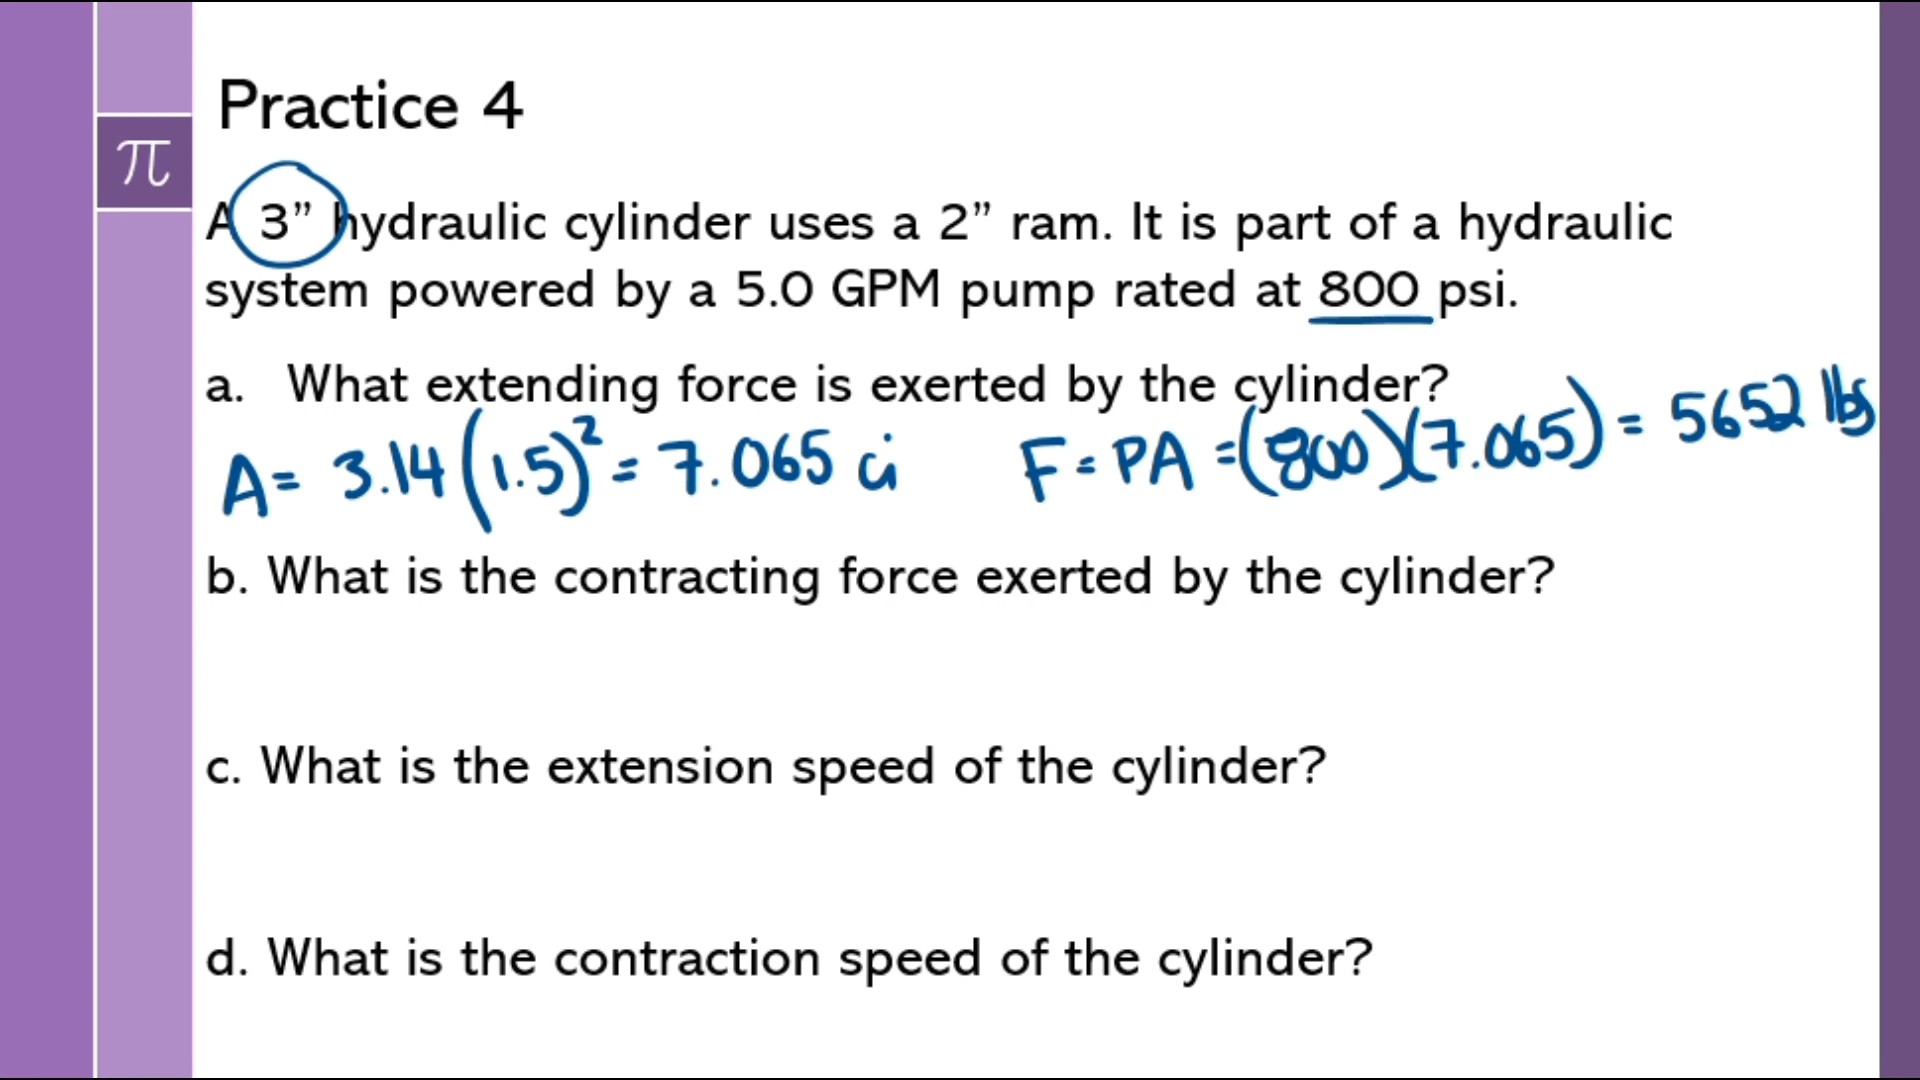 Practice 4
π
A 3” hydraulic cylinder uses a 2” ram. It is part of a hydraulic
system powered by a 5.0 GPM pump rated at 800 psi.
a. What extending force is exerted by the cylinder?
A = 3.14 (1.5)² = 7.065 ci F = PA = (800)(7.065) = 5652 lbs
b. What is the contracting force exerted by the cylinder?
c. What is the extension speed of the cylinder?
d. What is the contraction speed of the cylinder?